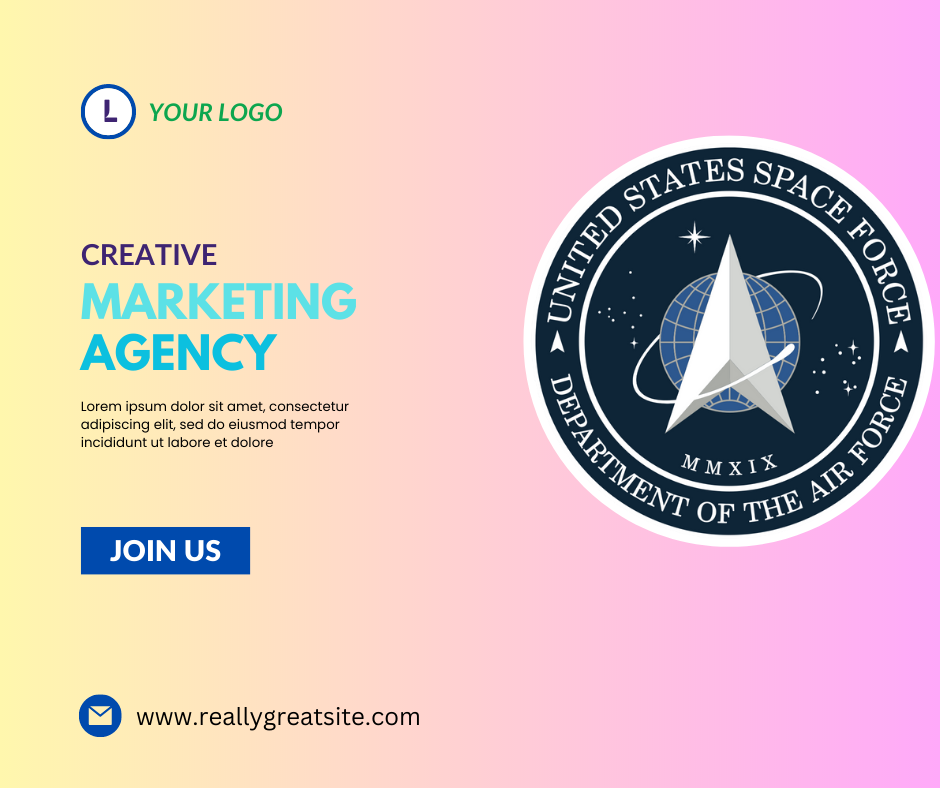 L
YOUR LOGO
CREATIVE
MARKETING
AGENCY
Lorem ipsum dolor sit amet, consectetur
adipiscing elit, sed do eiusmod tempor
incididunt ut labore et dolore
JOIN US
www.reallygreatsite.com
UNITED STATES SPACE FORCE
MMXIX
DEPARTMENT OF THE AIR FORCE